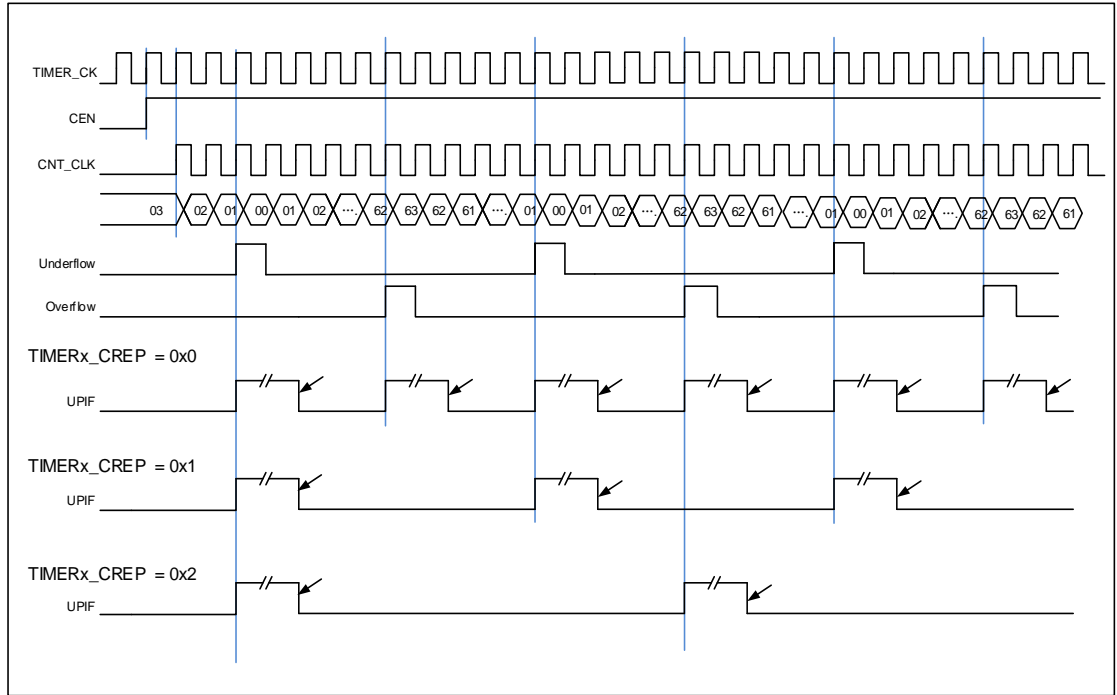 TIMER_CK
CEN
CNT_CLK
03 02 01 00 01 02 .... 62 63 62 61 .... 01 00 01 02 .... 62 63 62 61 .... 01 00 01 02 .... 62 63 62 61
Underflow
Overflow
TIMERx_CREP = 0x0
UPIF
TIMERx_CREP = 0x1
UPIF
TIMERx_CREP = 0x2
UPIF